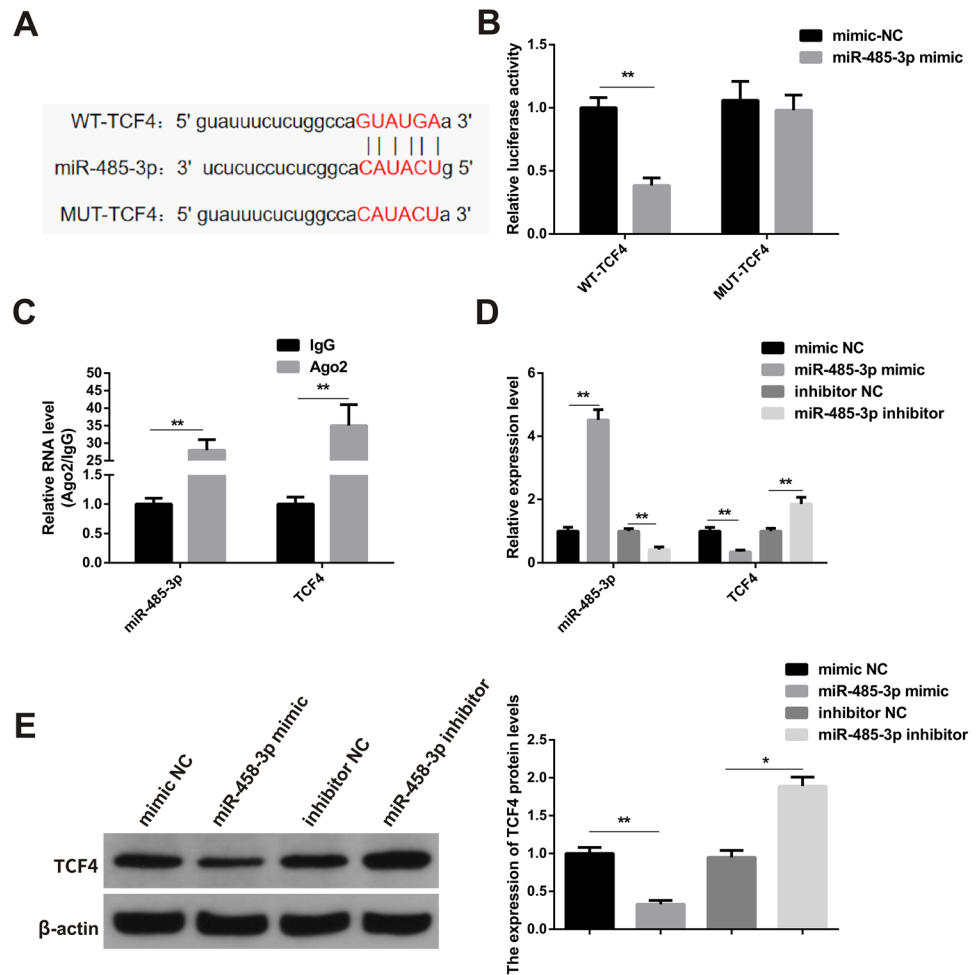 A
WT-TCF4: 5' guauuucucuggccaGUAUGAa 3'
miR-485-3p: 3' ucucuccucucggcaCAUACUg 5'
MUT-TCF4: 5' guauuucucuggccaCAUACUa 3'
B
mimic-NC
miR-485-3p mimic
Relative luciferase activity
1.5
1.0
0.5
0.0
**
WT-TCF4
MUT-TCF4
C
IgG
Ago2
Relative RNA level
(Ago2/IgG)
50
45
40
35
30
25
20
15
10
5
1.5
1.0
0.5
0.0
**
**
miR-485-3p
TCF4
D
mimic NC
miR-485-3p mimic
inhibitor NC
miR-485-3p inhibitor
Relative expression level
6
4
2
0
**
**
**
**
miR-485-3p
TCF4
E
mimic NC
miR-458-3p mimic
inhibitor NC
miR-458-3p inhibitor
TCF4
β-actin
mimic NC
miR-485-3p mimic
inhibitor NC
miR-485-3p inhibitor
The expression of TCF4 protein levels
2.5
2.0
1.5
1.0
0.5
0.0
**
*